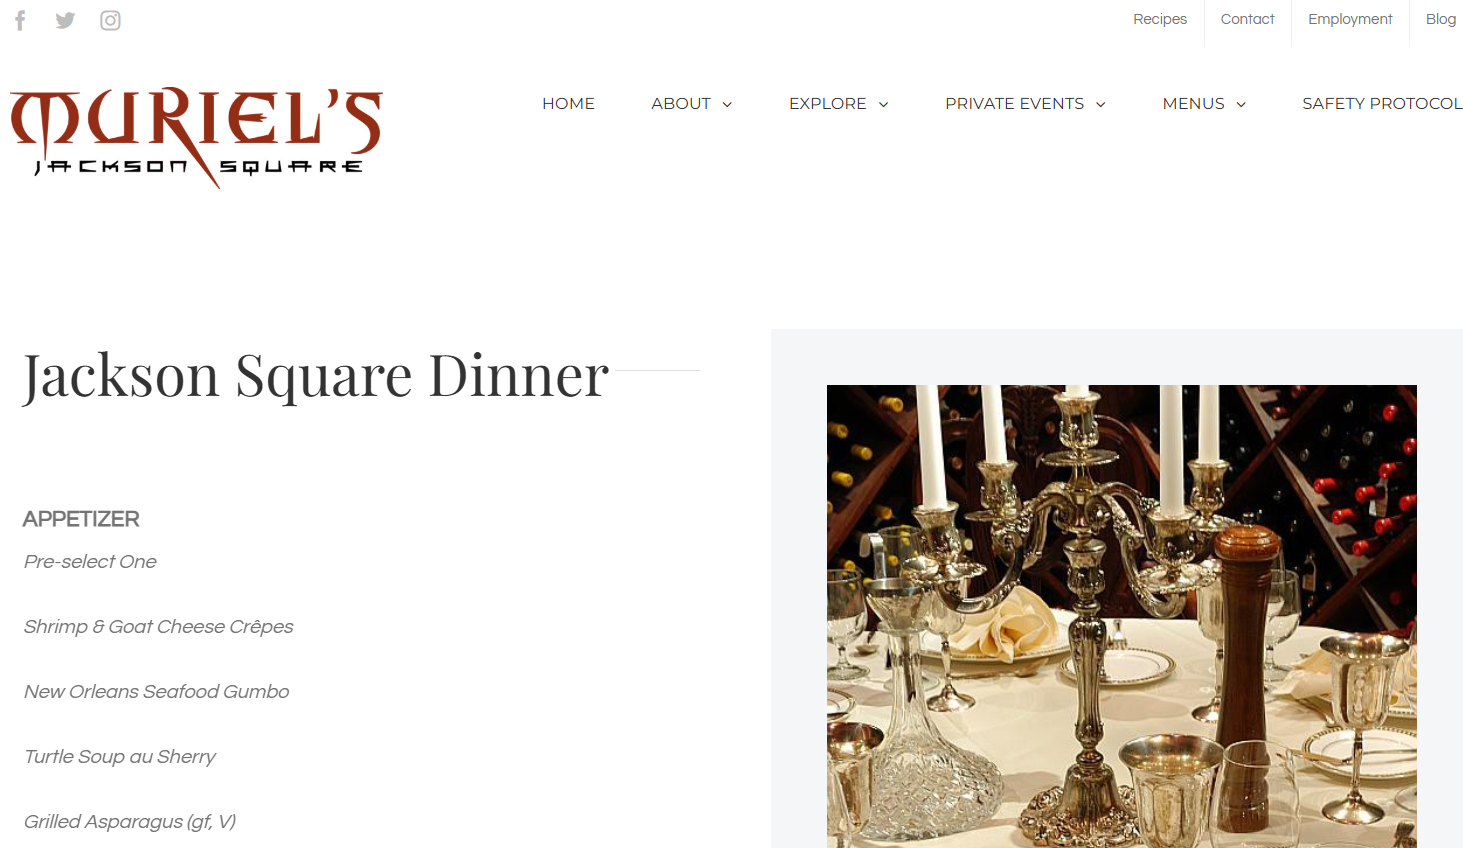 Recipes
Contact
Employment
Blog
MURIEL'S
JACKSON SQUARE
HOME
ABOUT
EXPLORE
PRIVATE EVENTS
MENUS
SAFETY PROTOCOL
Jackson Square Dinner
APPETIZER
Pre-select One
Shrimp & Goat Cheese Crêpes
New Orleans Seafood Gumbo
Turtle Soup au Sherry
Grilled Asparagus (gf, V)